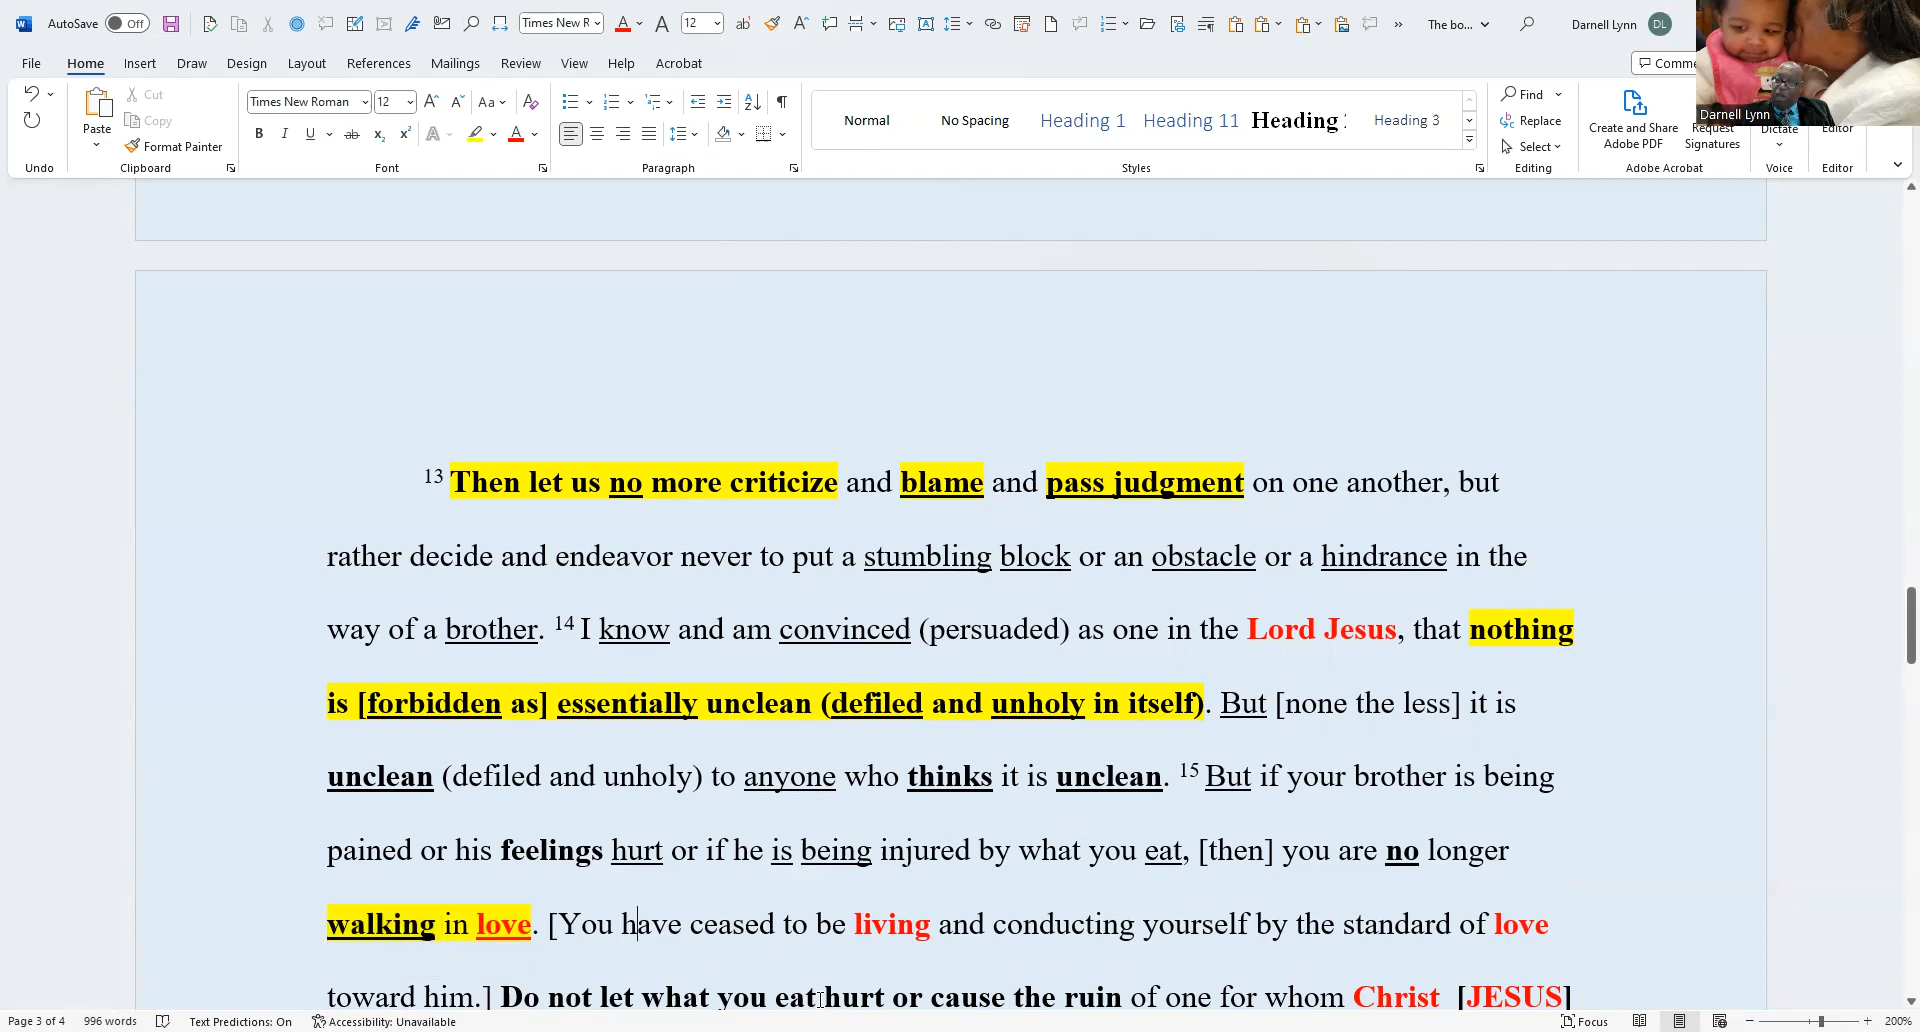 AutoSave Off Times New R 12 The bo... Darnell Lynn DL
File Home Insert Draw Design Layout References Mailings Review View Help Acrobat Comme
Darnell Lynn
Paste Cut Copy Format Painter
Times New Roman 12
Normal No Spacing Heading 1 Heading 11 Heading Heading 3
Find Replace Select
Create and Share Adobe PDF Request Signatures Dictate Editor
Undo Clipboard Font Paragraph Styles Editing Adobe Acrobat Voice Editor
13 Then let us no more criticize and blame and pass judgment on one another, but
rather decide and endeavor never to put a stumbling block or an obstacle or a hindrance in the
way of a brother. 14 I know and am convinced (persuaded) as one in the Lord Jesus, that nothing
is [forbidden as] essentially unclean (defiled and unholy in itself). But [none the less] it is
unclean (defiled and unholy) to anyone who thinks it is unclean. 15 But if your brother is being
pained or his feelings hurt or if he is being injured by what you eat, [then] you are no longer
walking in love. [You have ceased to be living and conducting yourself by the standard of love
toward him.] Do not let what you eat hurt or cause the ruin of one for whom Christ [JESUS]
Page 3 of 4 996 words Text Predictions: On Accessibility: Unavailable Focus 200%